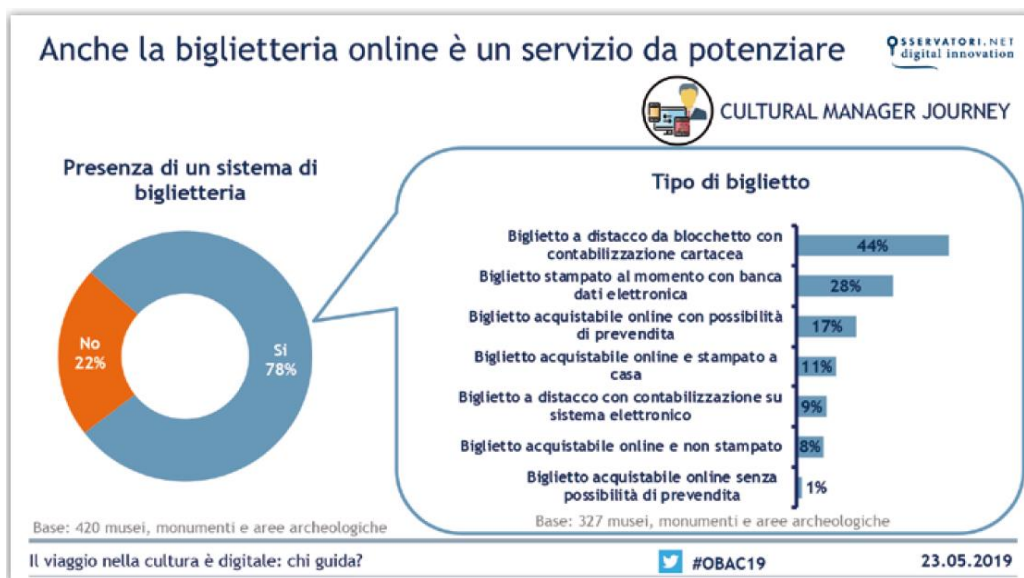 Anche la biglietteria online è un servizio da potenziare
OSSERVATORI.NET
digital innovation
CULTURAL MANAGER JOURNEY
Presenza di un sistema di
biglietteria
No
22%
Si
78%
Base: 420 musei, monumenti e aree archeologiche
Tipo di biglietto
Biglietto a distacco da blocchetto con
contabilizzazione cartacea
44%
Biglietto stampato al momento con banca
dati elettronica
28%
Biglietto acquistabile online con possibilità
di prevendita
17%
Biglietto acquistabile online e stampato a
casa
11%
Biglietto a distacco con contabilizzazione su
sistema elettronico
9%
Biglietto acquistabile online e non stampato
8%
Biglietto acquistabile online senza
possibilità di prevendita
1%
Base: 327 musei, monumenti e aree archeologiche
Il viaggio nella cultura è digitale: chi guida?
#OBAC19
23.05.2019